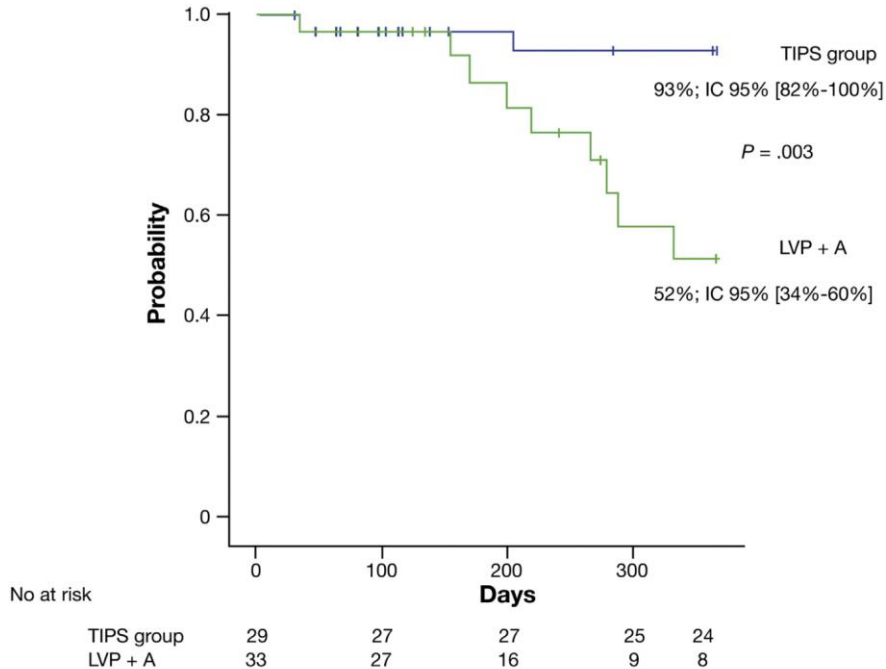 1.0
TIPS group
93%; IC 95% [82%-100%]
0.8
P = .003
0.6
LVP + A
52%; IC 95% [34%-60%]
0.4
0.2
0
Probability
0 100 200 300
Days
No at risk
TIPS group 29 27 27 25 24
LVP + A 33 27 16 9 8